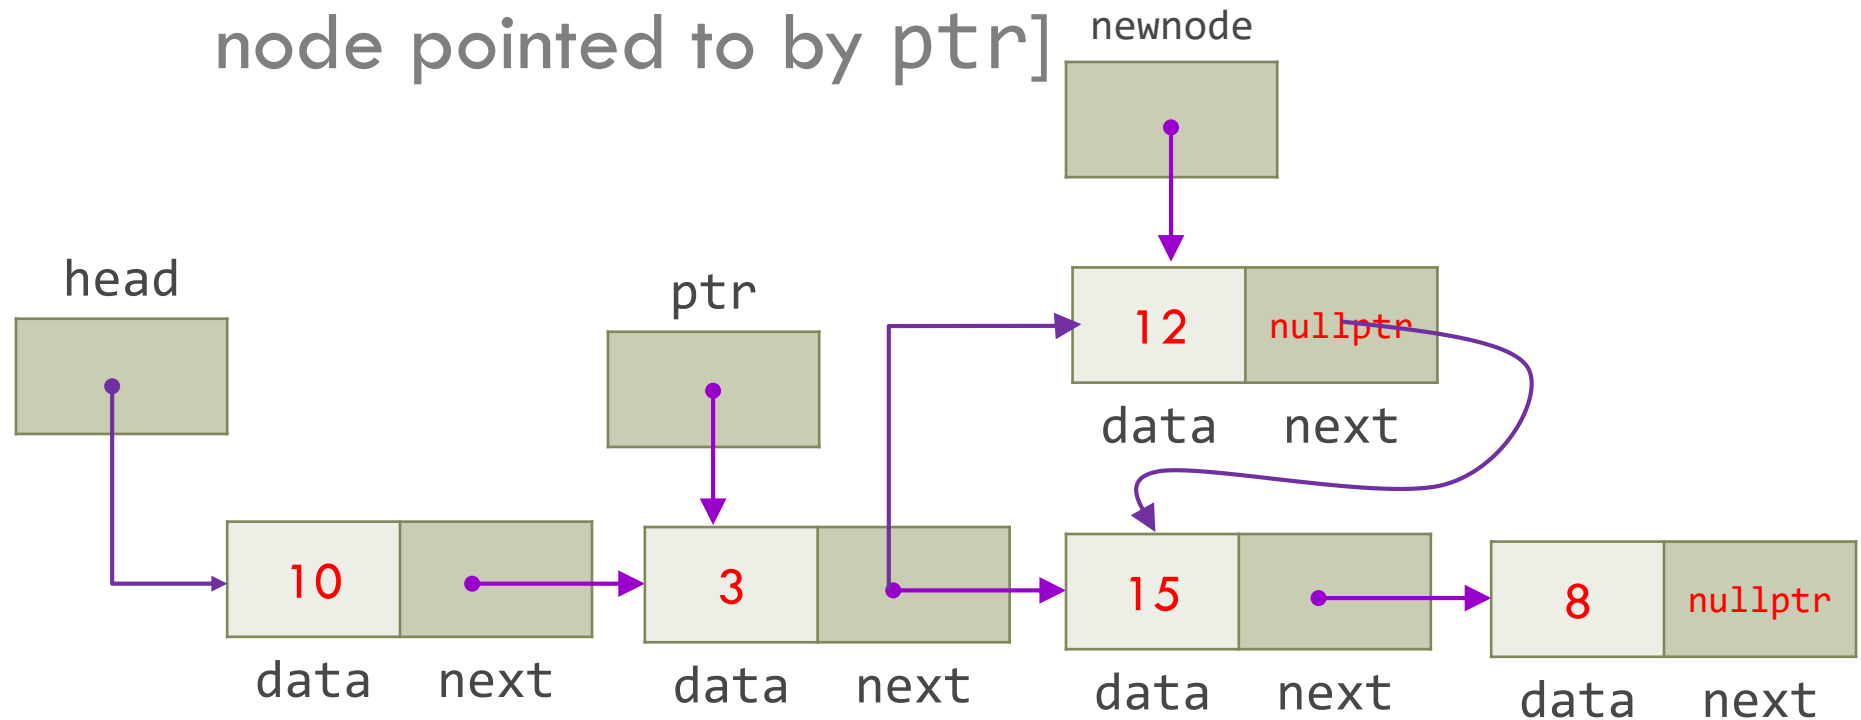 node pointed to by ptr]
newnode
head
ptr
12 nullptr
data next
10
3
15
8 nullptr
data next
data next
data next
data next